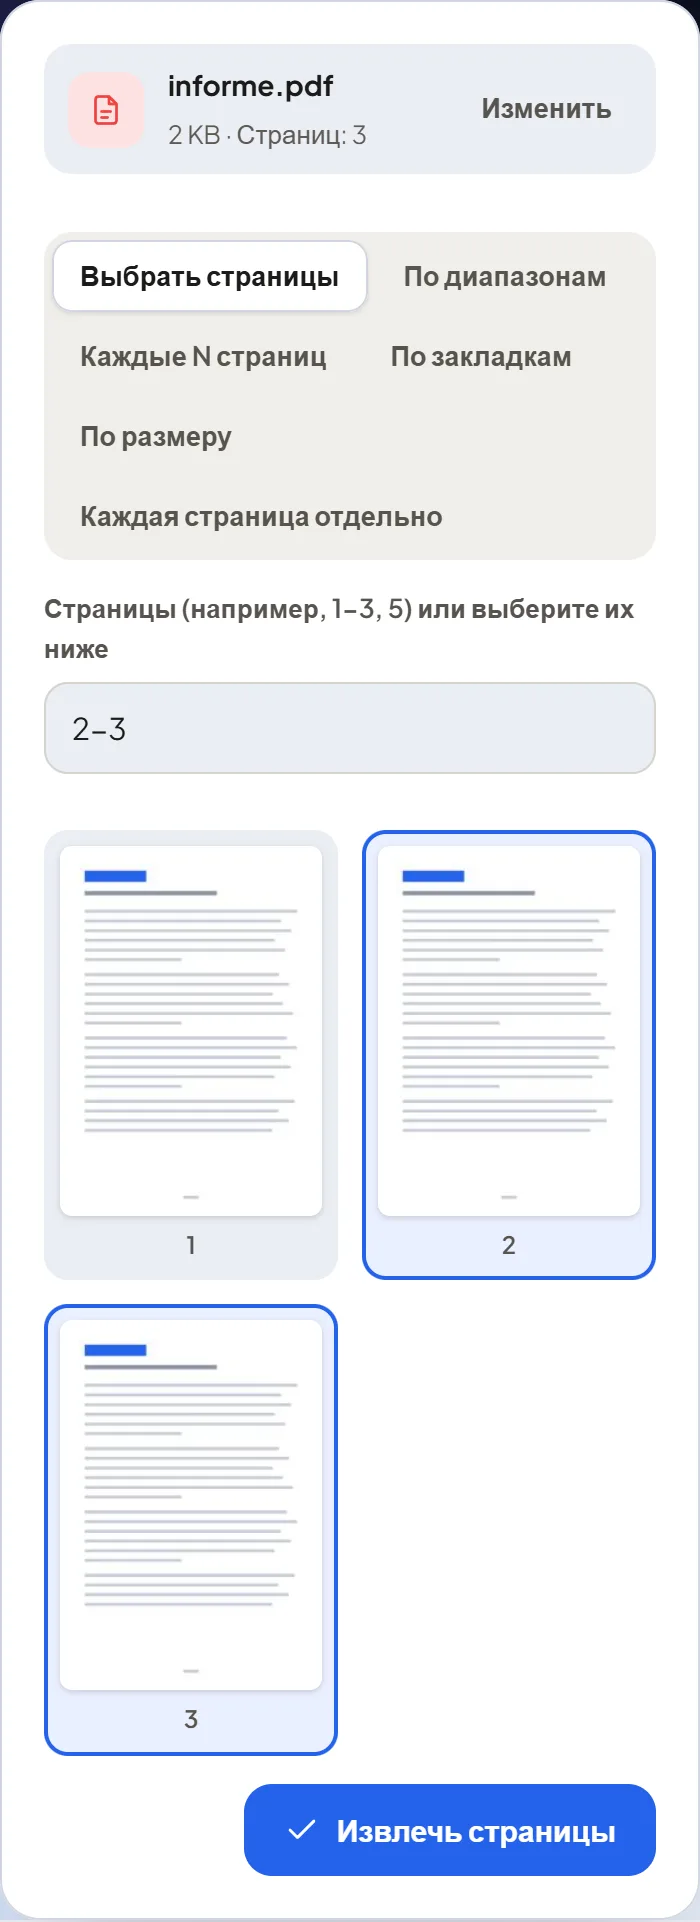 informe.pdf
2 KB · Страниц: 3
Изменить
Выбрать страницы
По диапазонам
Каждые N страниц
По закладкам
По размеру
Каждая страница отдельно
Страницы (например, 1–3, 5) или выберите их
ниже
2–3
1
2
3
Извлечь страницы